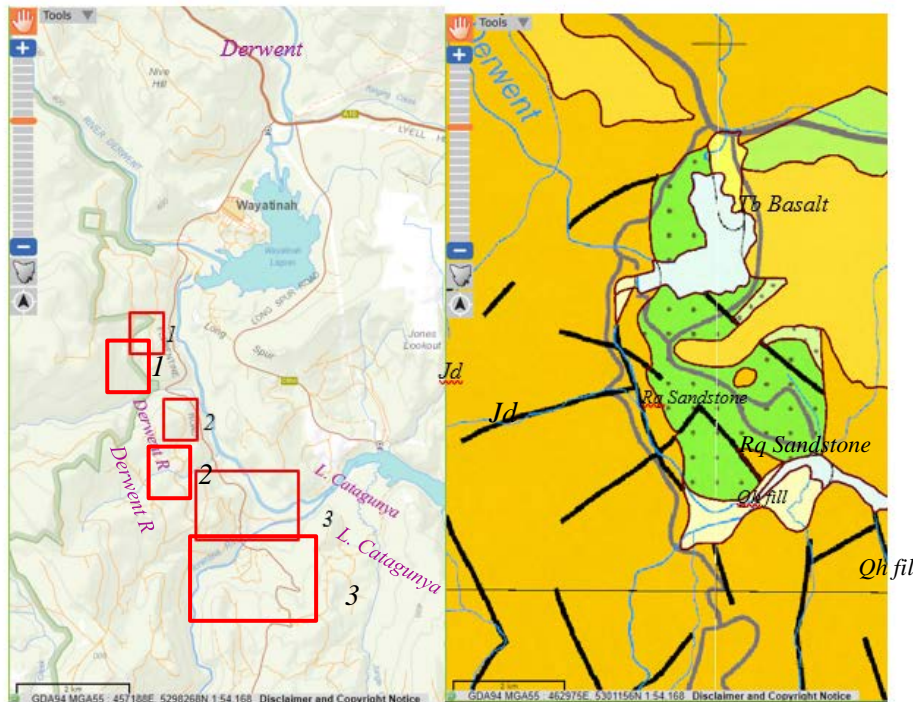 Tools
Derwent
Nive
Hill
400
RIVER DERWENT
400
A10
LYELL
Wayatinah
Wayatinah
Lagoon
LONG SPUR ROAD
Long
Spur
Jones
Lookout
1
1
2
2
Derwent R
Derwent R
3
3
L. Catagunya
L. Catagunya
2 km
GDA94 MGA55 : 457188E, 5298268N 1:54,168 Disclaimer and Copyright Notice
Tools
Derwent
Tb Basalt
Jd
Jd
Rq Sandstone
Rq Sandstone
Qh fill
Qh fil
2 km
GDA94 MGA55 : 462975E, 5301156N 1:54,168 Disclaimer and Copyright Notice